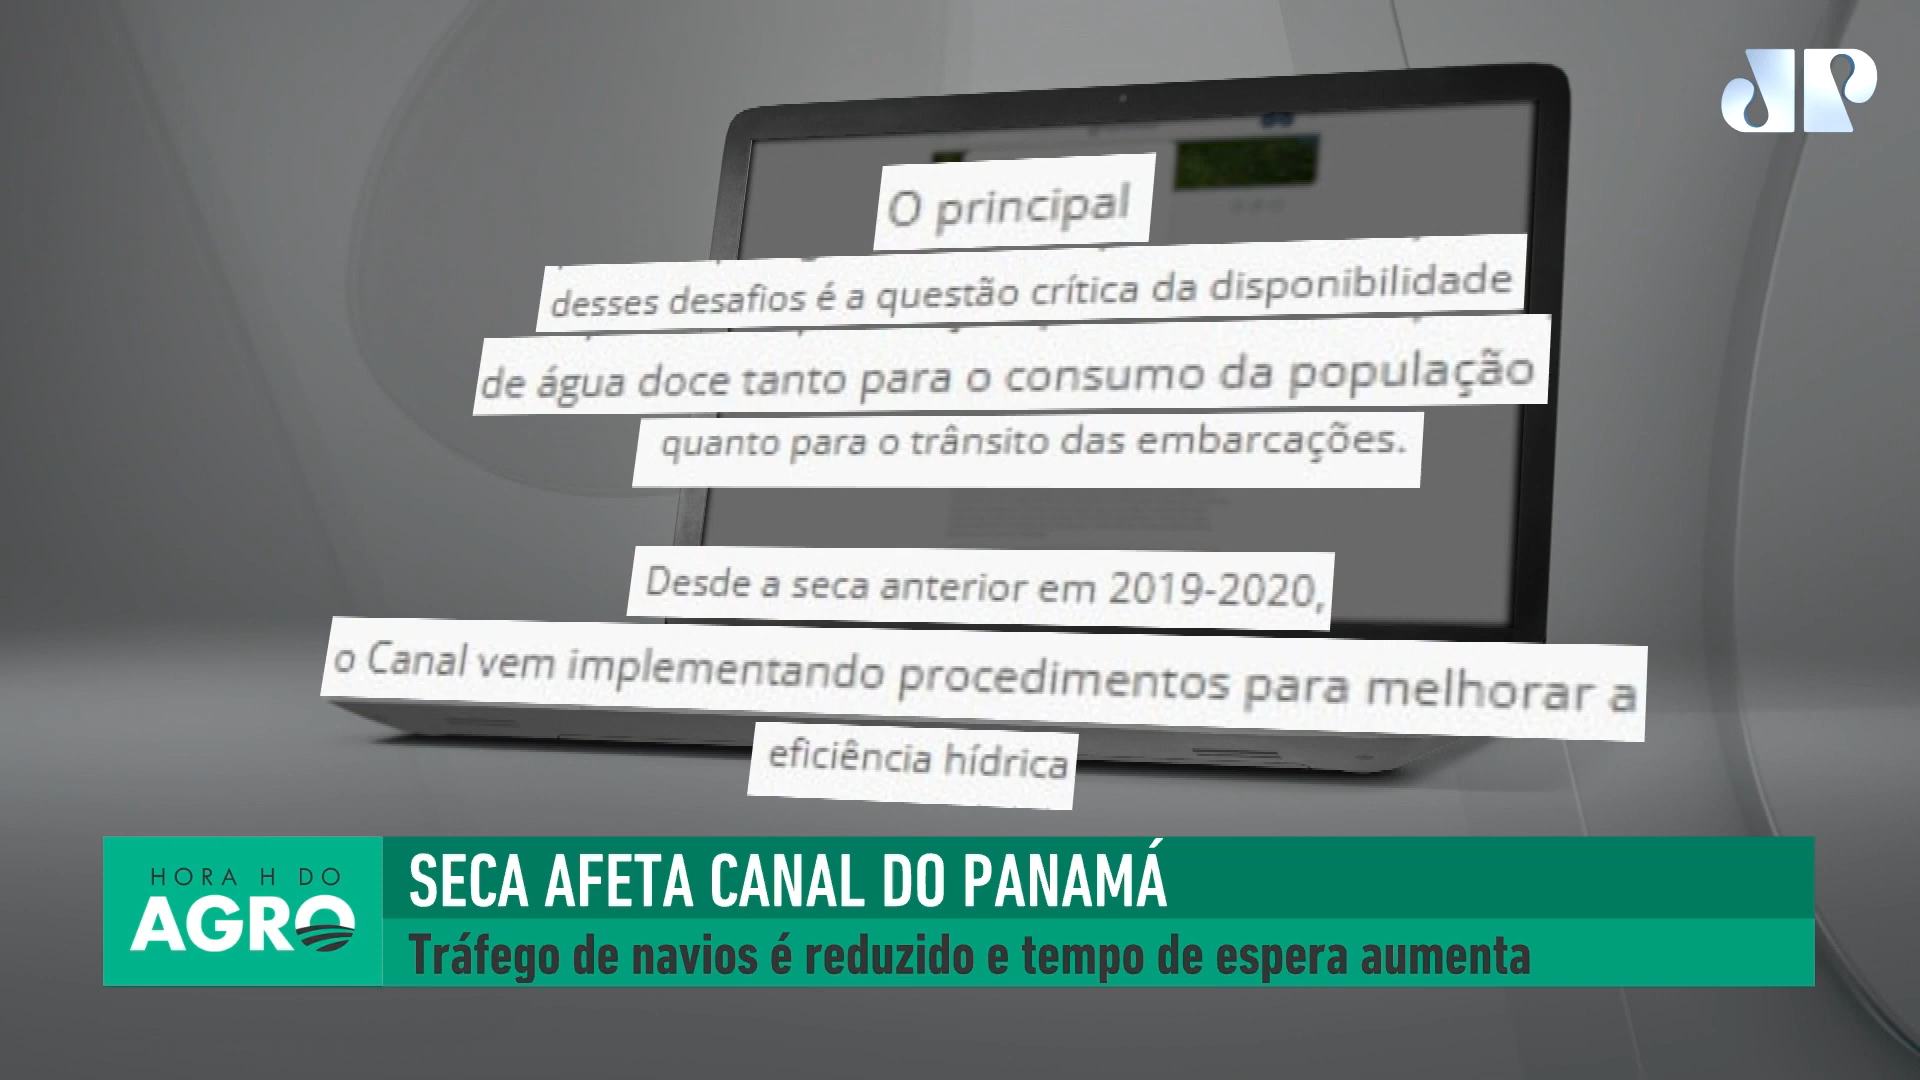 JP
O principal
desses desafios é a questão crítica da disponibilidade
de água doce tanto para o consumo da população
quanto para o trânsito das embarcações.
Desde a seca anterior em 2019-2020,
o Canal vem implementando procedimentos para melhorar a
eficiência hídrica
HORA H DO
AGRO
SECA AFETA CANAL DO PANAMÁ
Tráfego de navios é reduzido e tempo de espera aumenta